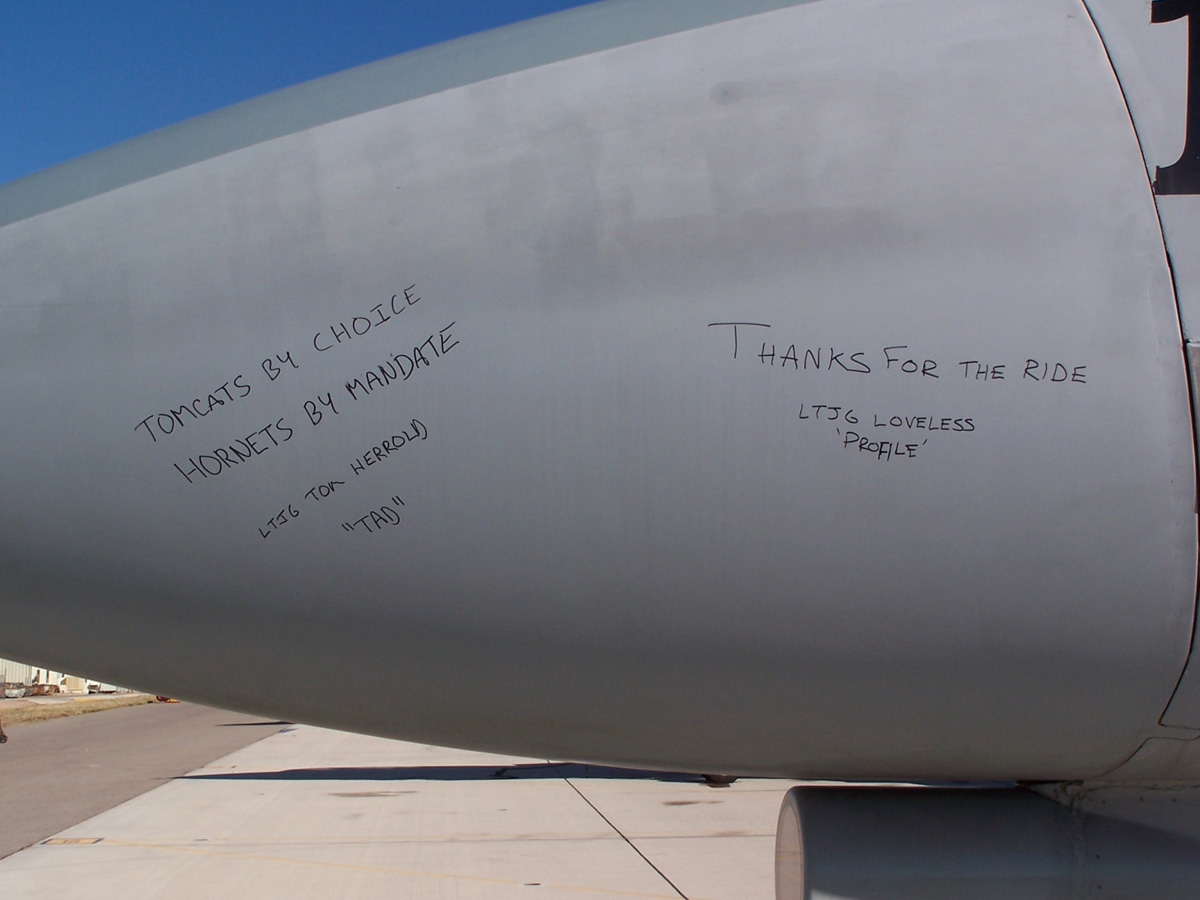 TOMCATS BY CHOICE
HORNETS BY MANDATE
LTJG TOM HERROLD
"TAD"
THANKS FOR THE RIDE
LTJG LOVELESS
'PROFILE'